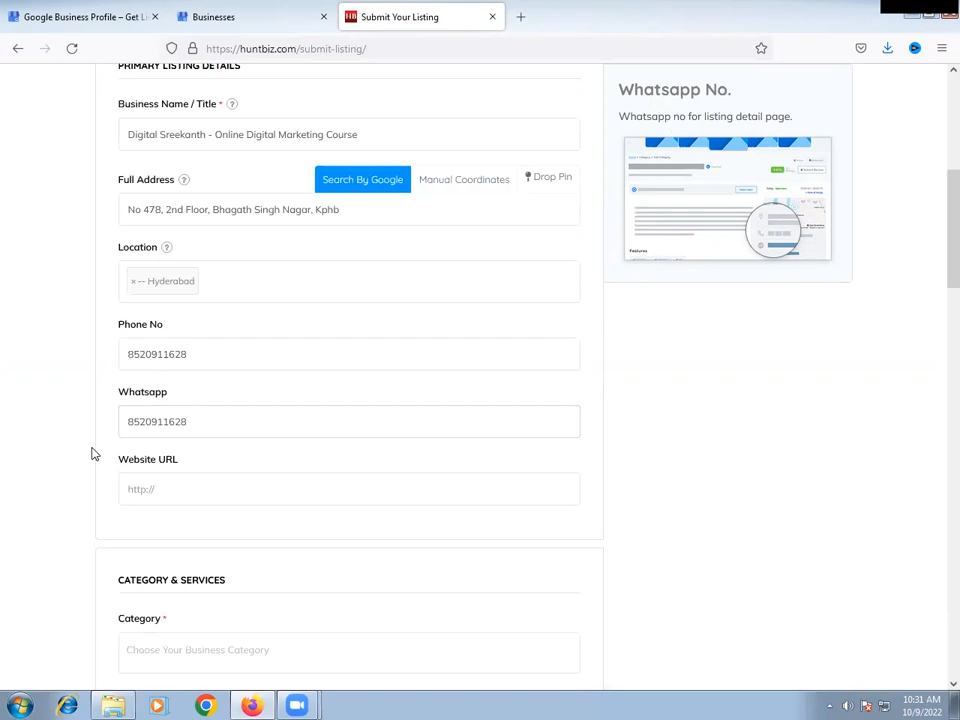 Google Business Profile – Get Li
Businesses
Submit Your Listing
https://huntbiz.com/submit-listing/
PRIMARY LISTING DETAILS
Business Name / Title * ?
Digital Sreekanth - Online Digital Marketing Course
Full Address ?
Search By Google
Manual Coordinates
Drop Pin
No 478, 2nd Floor, Bhagath Singh Nagar, Kphb
Location ?
× -- Hyderabad
Phone No
8520911628
Whatsapp
8520911628
Website URL
http://
CATEGORY & SERVICES
Category *
Choose Your Business Category
Whatsapp No.
Whatsapp no for listing detail page.
Features
10:31 AM
10/9/2022